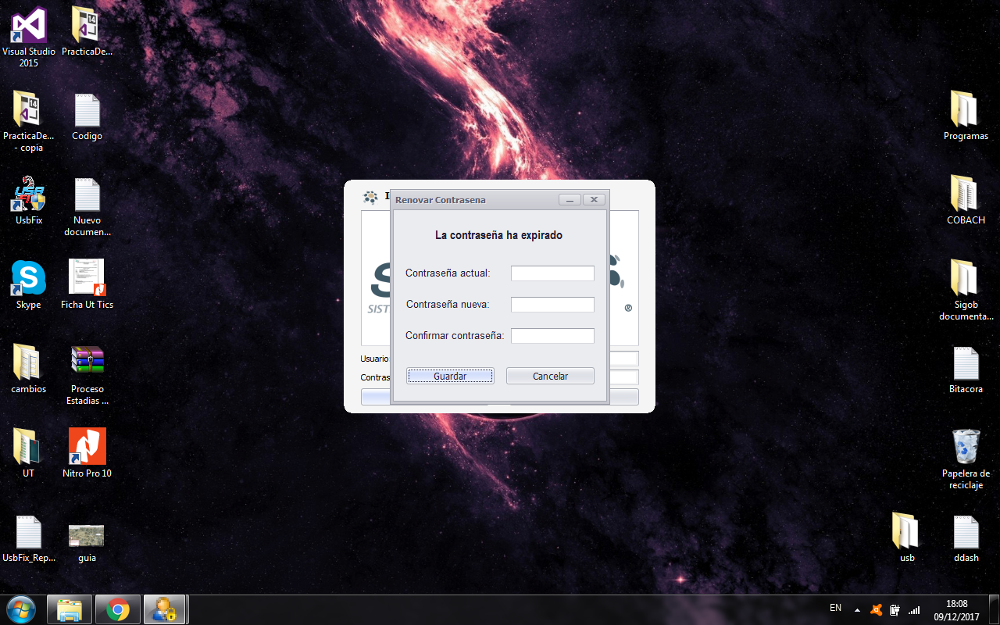 Visual Studio
2015
PracticaDe...
PracticaDe...
- copia
Codigo
UsbFix
Nuevo
documen...
Skype
Ficha Ut Tics
cambios
Proceso
Estadias ...
UT
Nitro Pro 10
UsbFix_Rep...
guia
Renovar Contrasena
La contraseña ha expirado
Contraseña actual:
Contraseña nueva:
Confirmar contraseña:
Guardar
Cancelar
SIST
®
Usuario
Contras
Programas
COBACH
Sigob
documenta...
Bitacora
Papelera de
reciclaje
usb
ddash
EN
18:08
09/12/2017